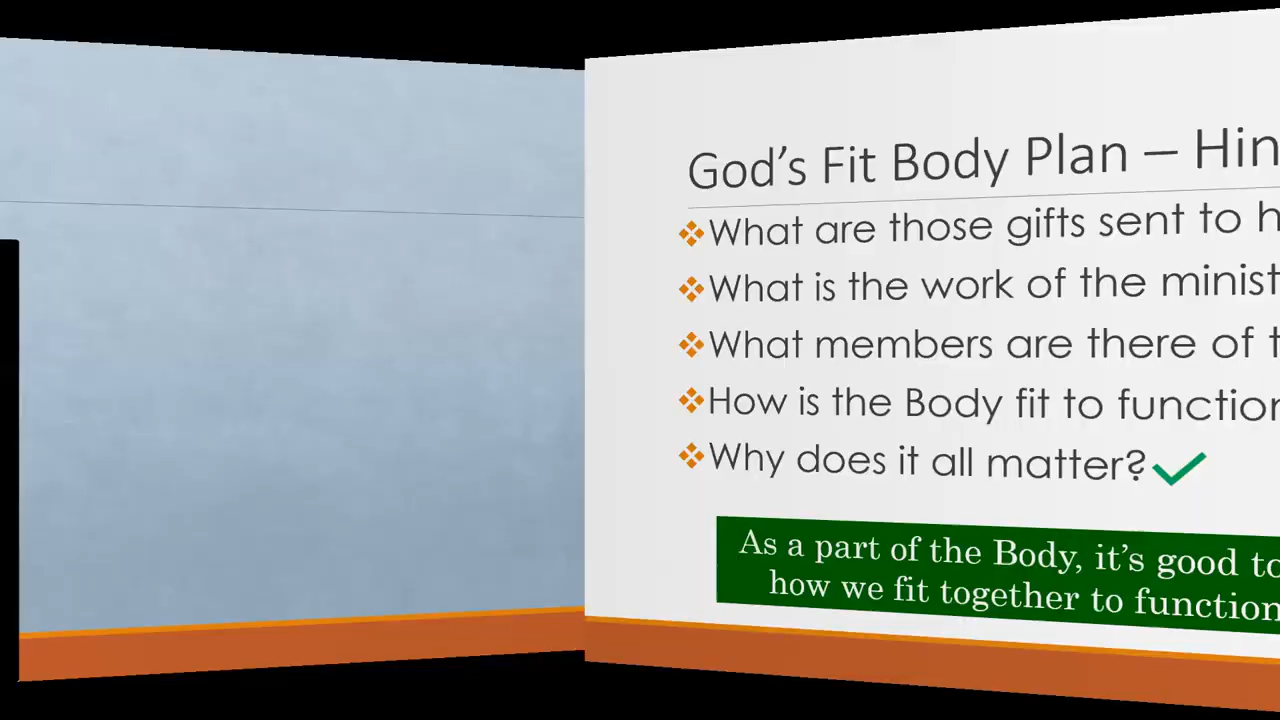 God's Fit Body Plan – Hin
What are those gifts sent to h
What is the work of the minist
What members are there of t
How is the Body fit to function
Why does it all matter?
As a part of the Body, it's good to
how we fit together to function